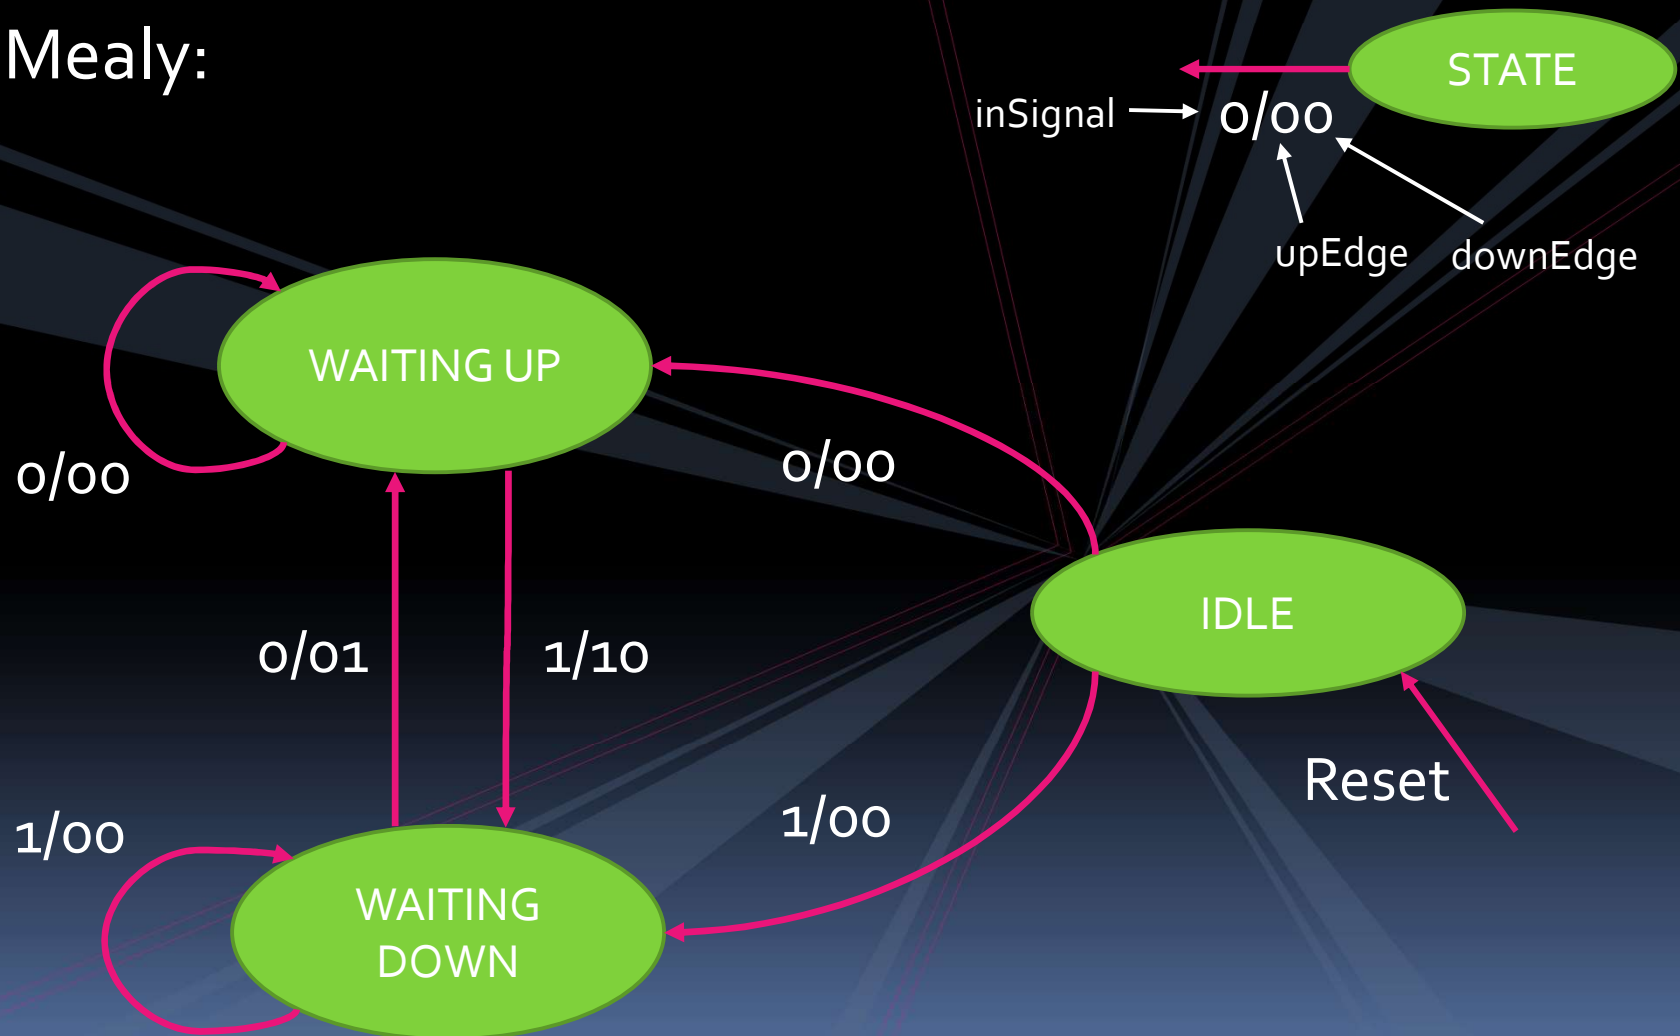 Mealy:
STATE
inSignal
0/00
upEdge
downEdge
WAITING UP
0/00
0/00
IDLE
0/01
1/10
Reset
1/00
1/00
WAITING
DOWN